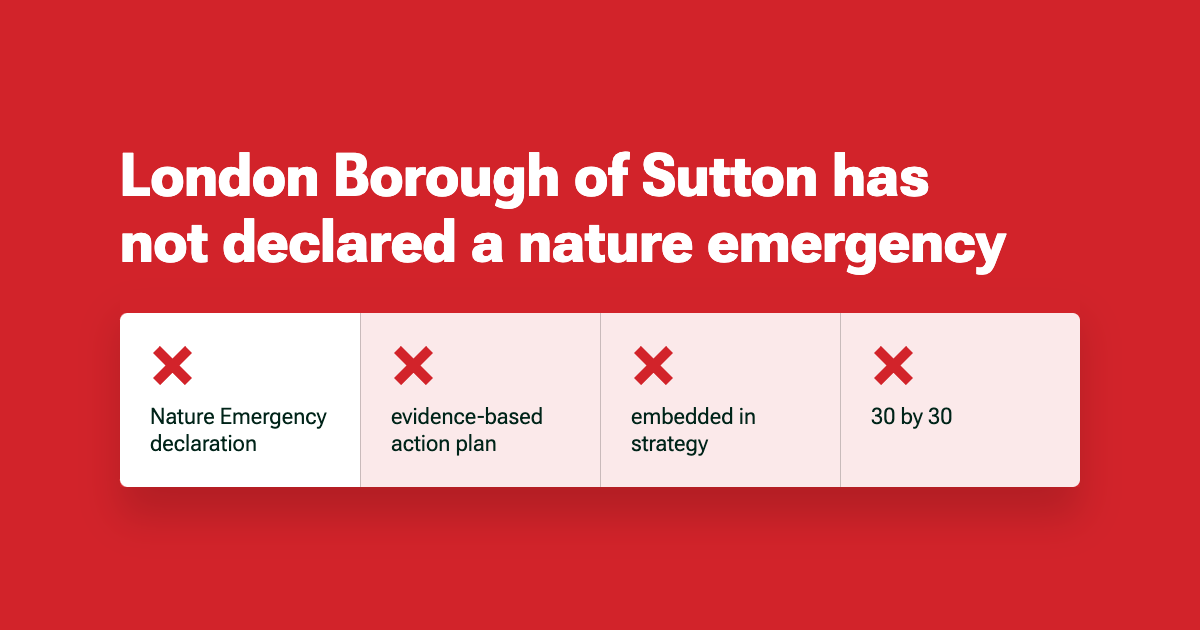 London Borough of Sutton has
not declared a nature emergency
Nature Emergency
declaration
evidence-based
action plan
embedded in
strategy
30 by 30